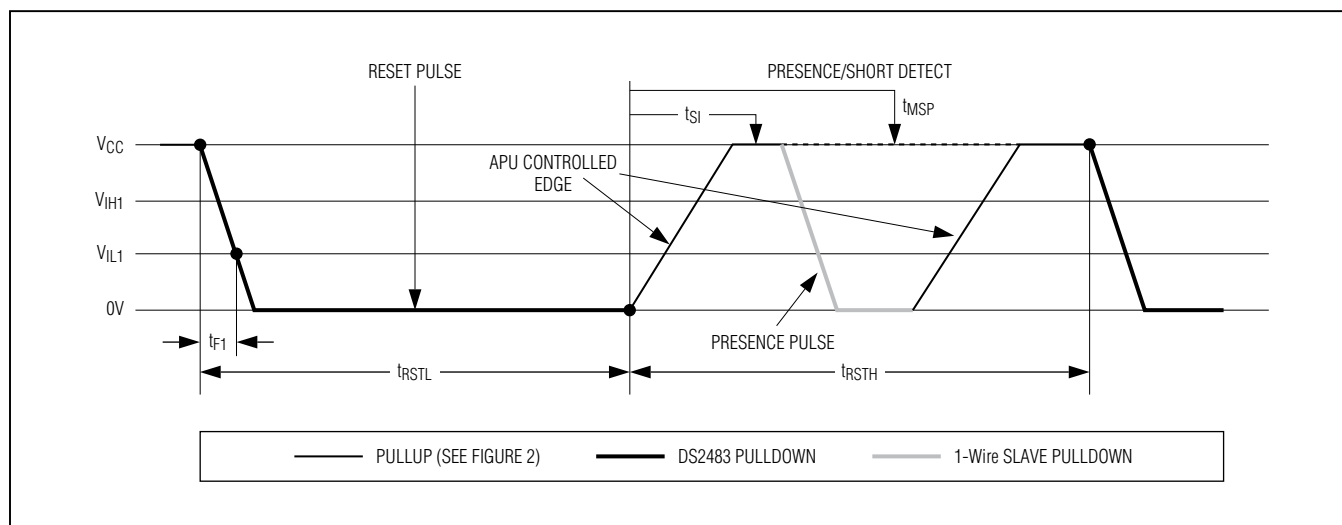 RESET PULSE
PRESENCE/SHORT DETECT
tSI
tMSP
VCC
APU CONTROLLED
EDGE
VIH1
VIL1
0V
PRESENCE PULSE
tF1
tRSTL
tRSTH
PULLUP (SEE FIGURE 2)
DS2483 PULLDOWN
1-Wire SLAVE PULLDOWN